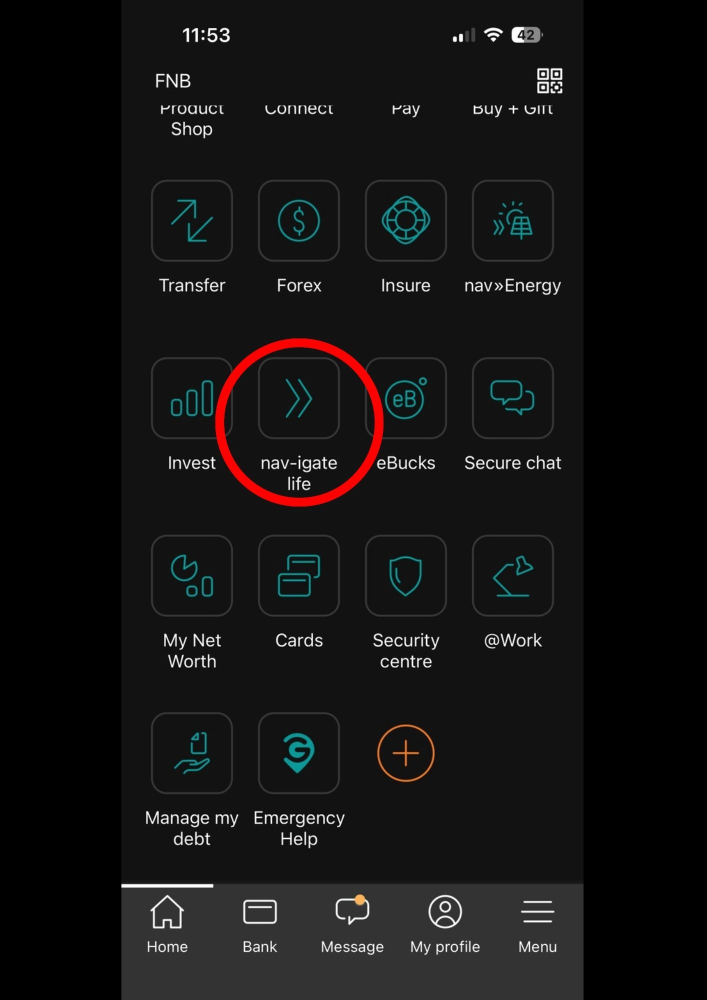 11:53
42
FNB
Product Connect Pay Buy + Gift
Shop
$
Transfer Forex Insure nav»Energy
eB
Invest nav-igate eBucks Secure chat
life
My Net Cards Security @Work
Worth centre
Manage my Emergency
debt Help
Home Bank Message My profile Menu